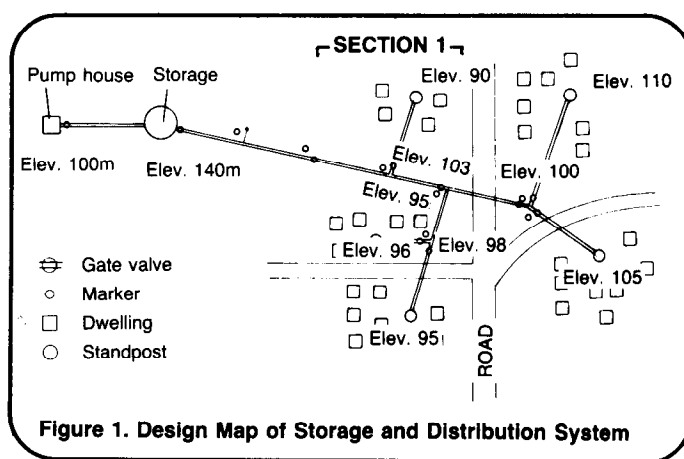 SECTION 1
Pump house
Storage
Elev. 90
Elev. 110
Elev. 100m
Elev. 140m
103
100
Elev.
Elev.
Elev. 95
Elev. 96
Elev. 98
Elev. 105
Elev. 95
ROAD
Gate valve
Marker
Dwelling
Standpost
Figure 1. Design Map of Storage and Distribution System